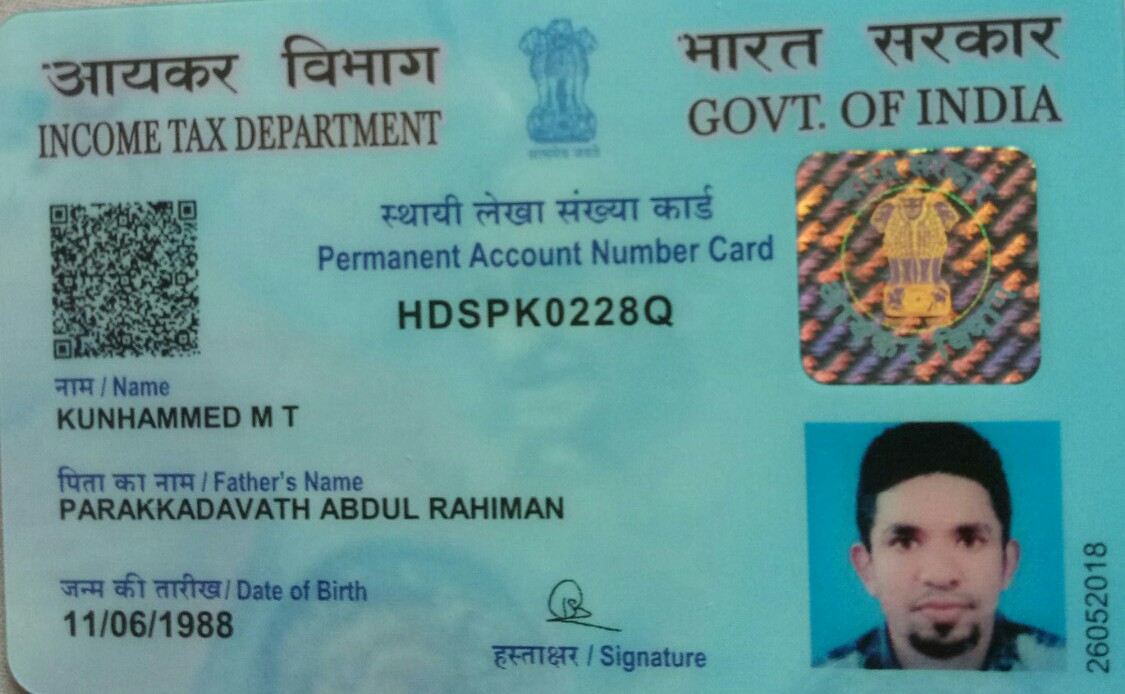 आयकर विभाग
INCOME TAX DEPARTMENT
सत्यमेव जयते
भारत सरकार
GOVT. OF INDIA
स्थायी लेखा संख्या कार्ड
Permanent Account Number Card
HDSPK0228Q
नाम / Name
KUNHAMMED M T
पिता का नाम / Father's Name
PARAKKADAVATH ABDUL RAHIMAN
जन्म की तारीख / Date of Birth
11/06/1988
हस्ताक्षर / Signature
26052018